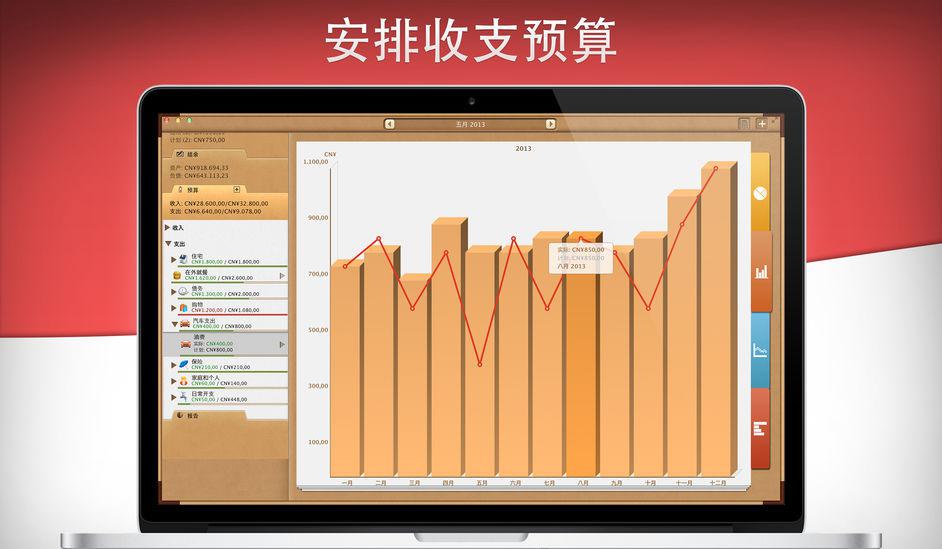 安排收支预算
五月 2013
计划 (2): CN¥750,00
结余
资产: CN¥918.694,33
负债: CN¥643.113,23
预算
收入: CN¥28.600,00/CN¥32.800,00
支出: CN¥6.640,00/CN¥9.078,00
收入
支出
住宅
CN¥1.800,00 / CN¥1.800,00
在外就餐
CN¥1.620,00 / CN¥2.600,00
债务
CN¥1.300,00 / CN¥2.000,00
购物
CN¥1.200,00 / CN¥1.080,00
汽车支出
CN¥400,00 / CN¥800,00
油费
实际: CN¥400,00
计划: CN¥800,00
保险
CN¥210,00 / CN¥210,00
家庭和个人
CN¥60,00 / CN¥140,00
日常开支
CN¥50,00 / CN¥448,00
报告
2013
CN¥
1.100,00
900,00
700,00
500,00
300,00
100,00
实际: CN¥850,00
计划: CN¥850,00
八月 2013
一月 二月 三月 四月 五月 六月 七月 八月 九月 十月 十一月 十二月